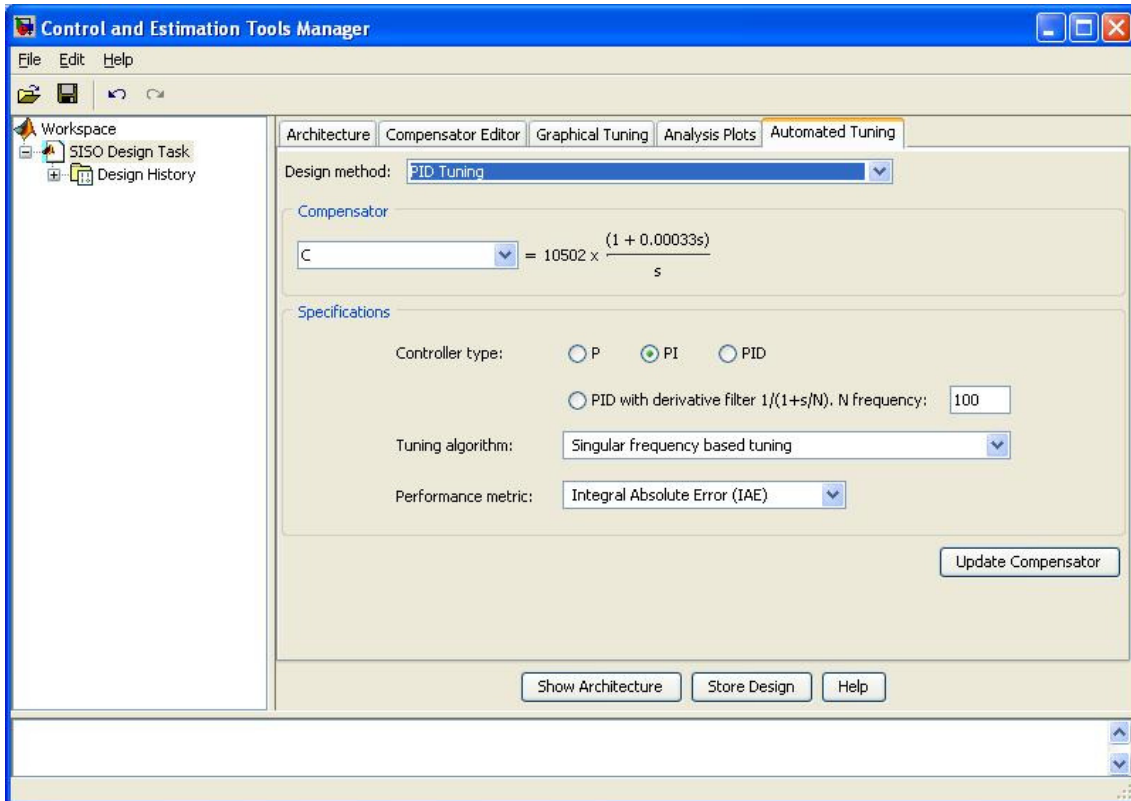 Control and Estimation Tools Manager
File Edit Help
Workspace
SISO Design Task
Design History
Architecture Compensator Editor Graphical Tuning Analysis Plots Automated Tuning
Design method: PID Tuning
Compensator
C = 10502 x (1 + 0.00033s)
s
Specifications
Controller type: P PI PID
PID with derivative filter 1/(1+s/N). N frequency: 100
Tuning algorithm: Singular frequency based tuning
Performance metric: Integral Absolute Error (IAE)
Update Compensator
Show Architecture Store Design Help